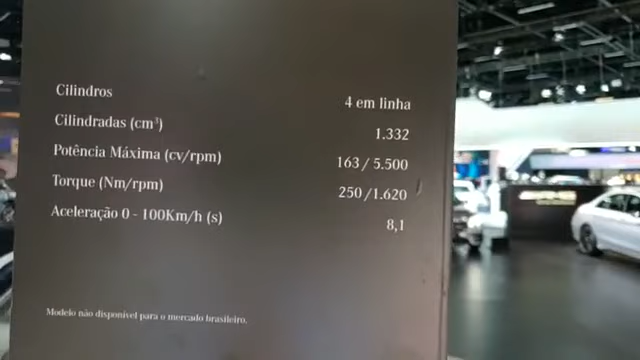 Cilindros 4 em linha
Cilindradas (cm³) 1.332
Potência Máxima (cv/rpm) 163 / 5.500
Torque (Nm/rpm) 250 / 1.620
Aceleração 0 - 100Km/h (s) 8,1
Modelo não disponível para o mercado brasileiro.